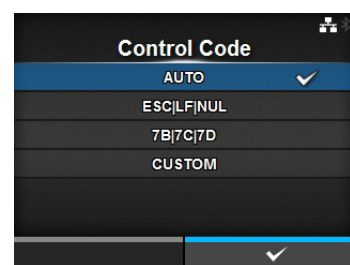 Control Code
AUTO
ESC|LF|NUL
7B|7C|7D
CUSTOM